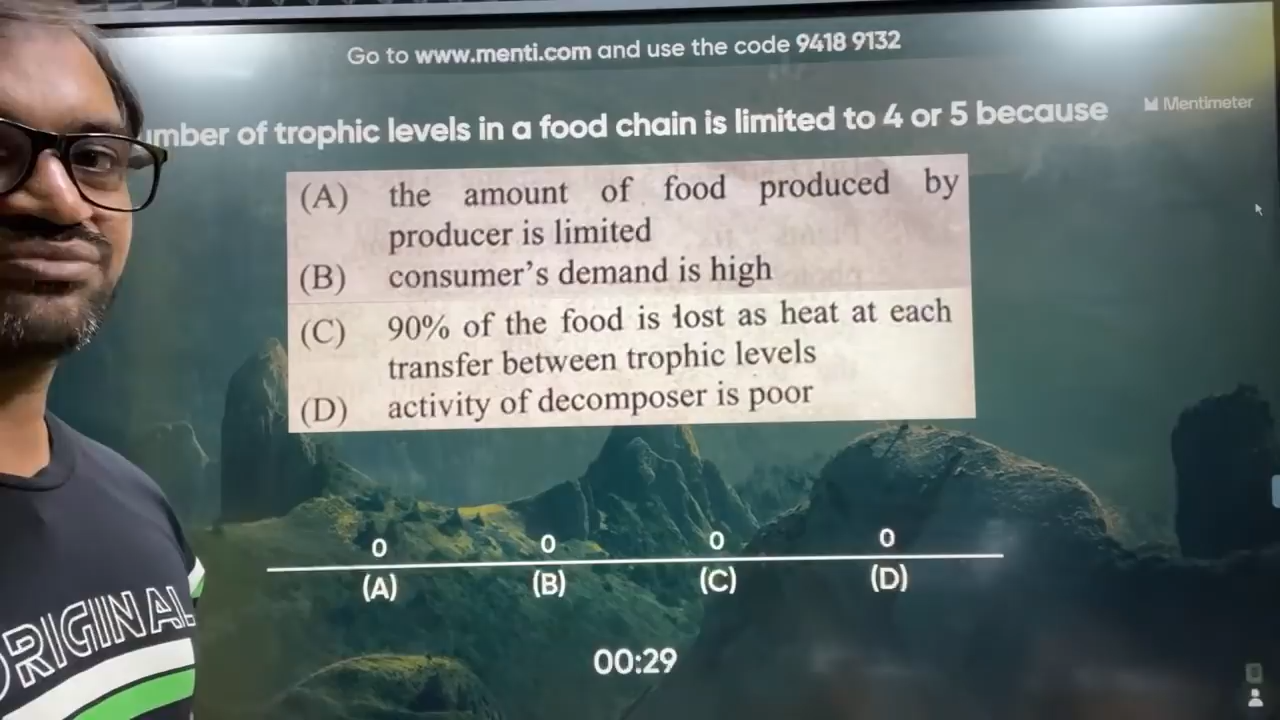 Go to www.menti.com and use the code 9418 9132
Mentimeter
of trophic levels in a food chain is limited to 4 or 5 because
(A) the amount of food produced by
producer is limited
(B) consumer's demand is high
(C) 90% of the food is lost as heat at each
transfer between trophic levels
(D) activity of decomposer is poor
0 0 0 0
(A) (B) (C) (D)
00:29